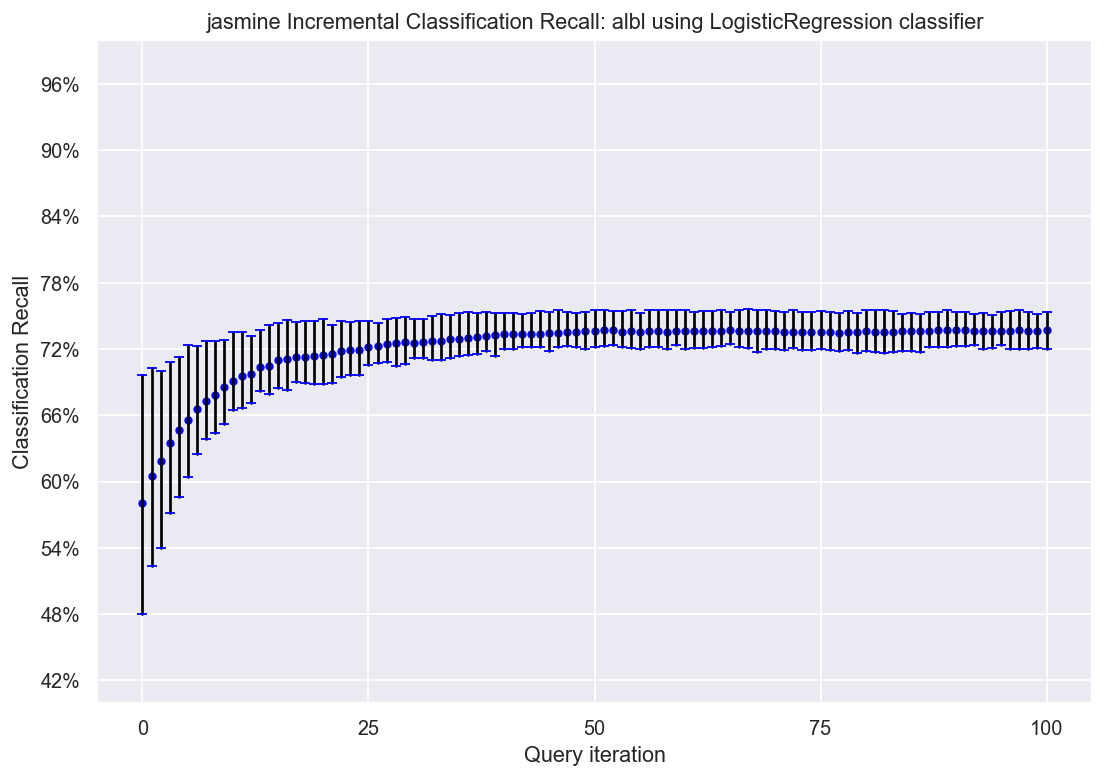 jasmine Incremental Classification Recall: albl using LogisticRegression classifier
96%
90%
84%
78%
72%
66%
60%
54%
48%
42%
Classification Recall
0 25 50 75 100
Query iteration